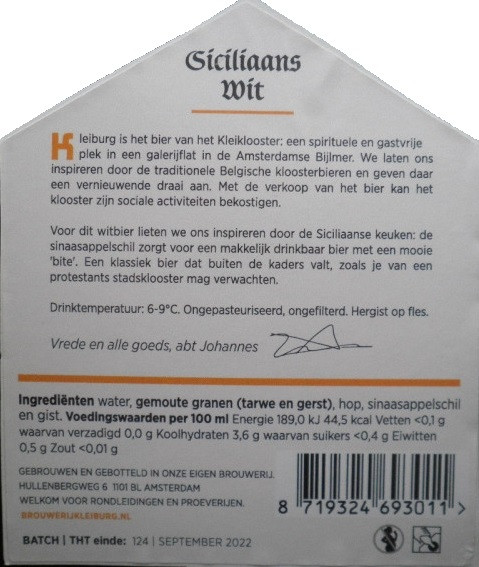 Siciliaans
Wit
Kleiburg is het bier van het Kleiklooster: een spirituele en gastvrije
plek in een galerijflat in de Amsterdamse Bijlmer. We laten ons
inspireren door de traditionele Belgische kloosterbieren en geven daar
een vernieuwende draai aan. Met de verkoop van het bier kan het
klooster zijn sociale activiteiten bekostigen.
Voor dit witbier lieten we ons inspireren door de Siciliaanse keuken: de
sinaasappelschil zorgt voor een makkelijk drinkbaar bier met een mooie
'bite'. Een klassiek bier dat buiten de kaders valt, zoals je van een
protestants stadsklooster mag verwachten.
Drinktemperatuur: 6-9°C. Ongepasteuriseerd, ongefilterd. Hergist op fles.
Vrede en alle goeds, abt Johannes
Ingrediënten water, gemoute granen (tarwe en gerst), hop, sinaasappelschil
en gist. Voedingswaarden per 100 ml Energie 189,0 kJ 44,5 kcal Vetten <0,1 g
waarvan verzadigd 0,0 g Koolhydraten 3,6 g waarvan suikers <0,4 g Eiwitten
0,5 g Zout <0,01 g
GEBROUWEN EN GEBOTTELD IN ONZE EIGEN BROUWERIJ.
HULLENBERGWEG 6 1101 BL AMSTERDAM
WELKOM VOOR RONDLEIDINGEN EN PROEVERIJEN.
BROUWERIJKLEIBURG.NL
8 719324 693011 >
BATCH | THT einde: 124 | SEPTEMBER 2022